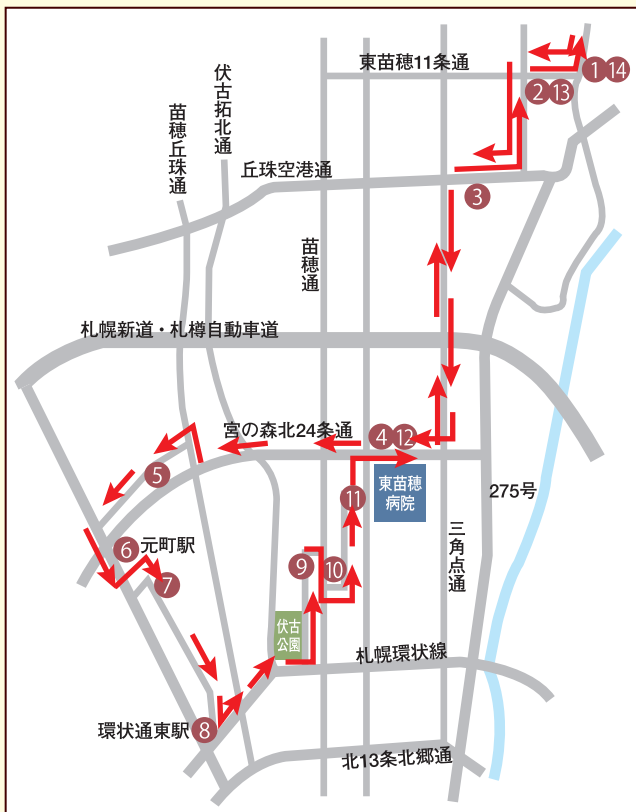 東苗穂11条通
1 14
伏古拓北通
2 13
苗穂丘珠通
丘珠空港通
3
苗穂通
札幌新道・札樽自動車道
宮の森北24条通
4 12
5
東苗穂
病院
11
275号
6 元町駅
三角点通
7
9
10
伏古
公園
札幌環状線
環状通東駅 8
北13条北郷通